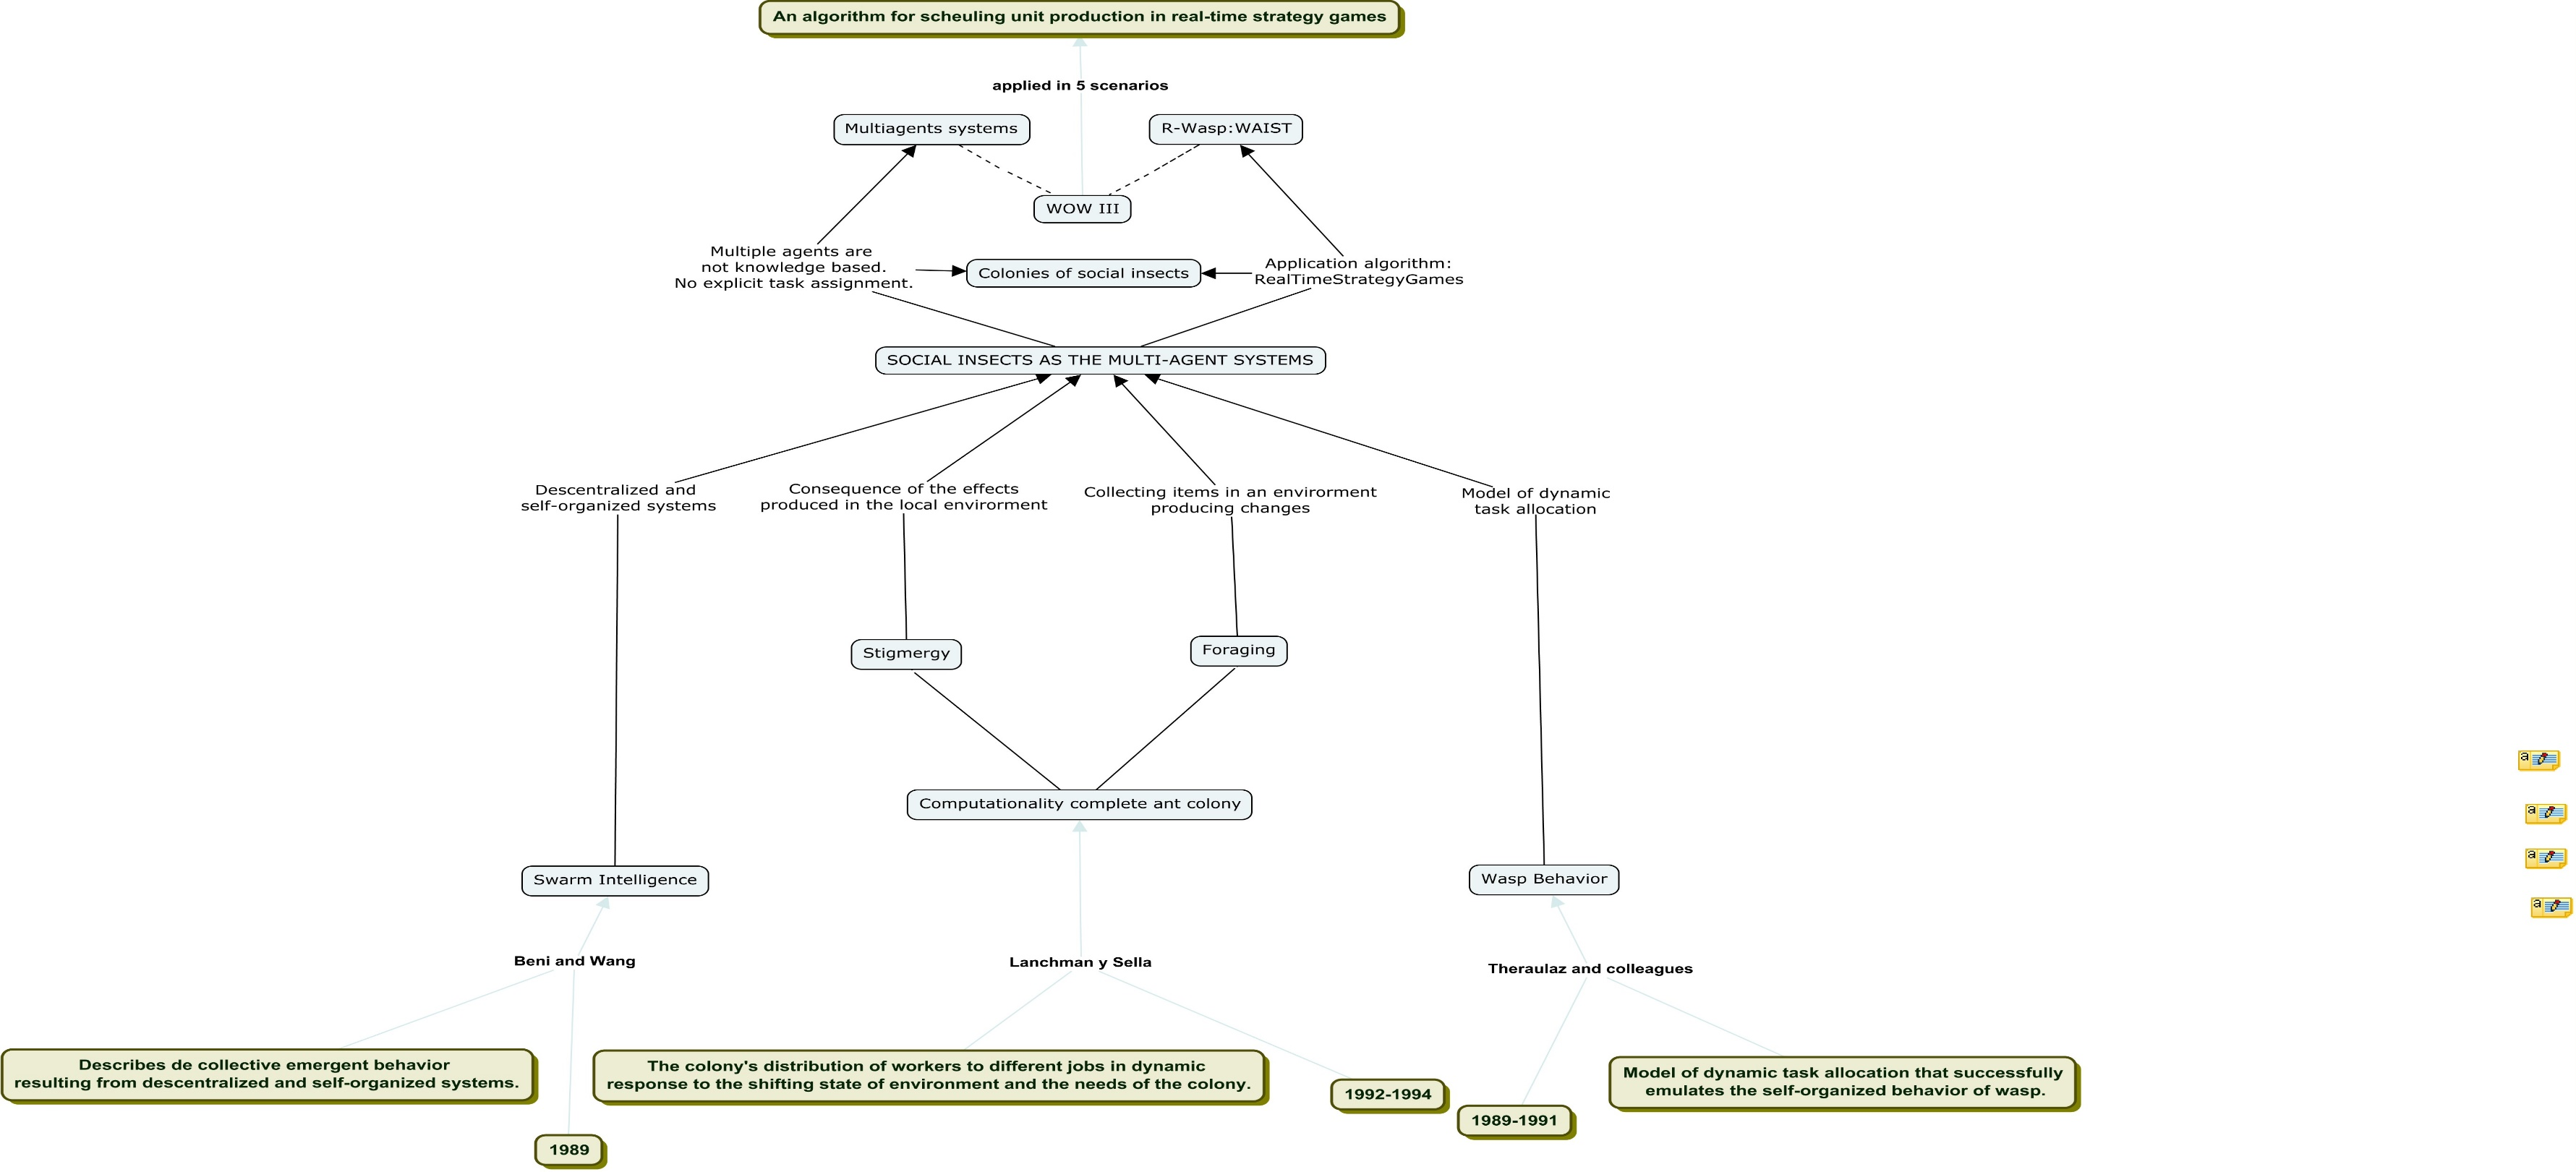 An algorithm for scheuling unit production in real-time strategy games
applied in 5 scenarios
Multiagents systems
R-Wasp:WAIST
WOW III
Multiple agents are
not knowledge based.
No explicit task assignment.
Colonies of social insects
Application algorithm:
RealTimeStrategyGames
SOCIAL INSECTS AS THE MULTI-AGENT SYSTEMS
Descentralized and
self-organized systems
Consequence of the effects
produced in the local envirorment
Collecting items in an envirorment
producing changes
Model of dynamic
task allocation
Stigmergy
Foraging
Computationality complete ant colony
Swarm Intelligence
Wasp Behavior
Beni and Wang
Lanchman y Sella
Theraulaz and colleagues
Describes de collective emergent behavior
resulting from descentralized and self-organized systems.
The colony's distribution of workers to different jobs in dynamic
response to the shifting state of environment and the needs of the colony.
1992-1994
1989-1991
Model of dynamic task allocation that successfully
emulates the self-organized behavior of wasp.
1989
a
a
a
a